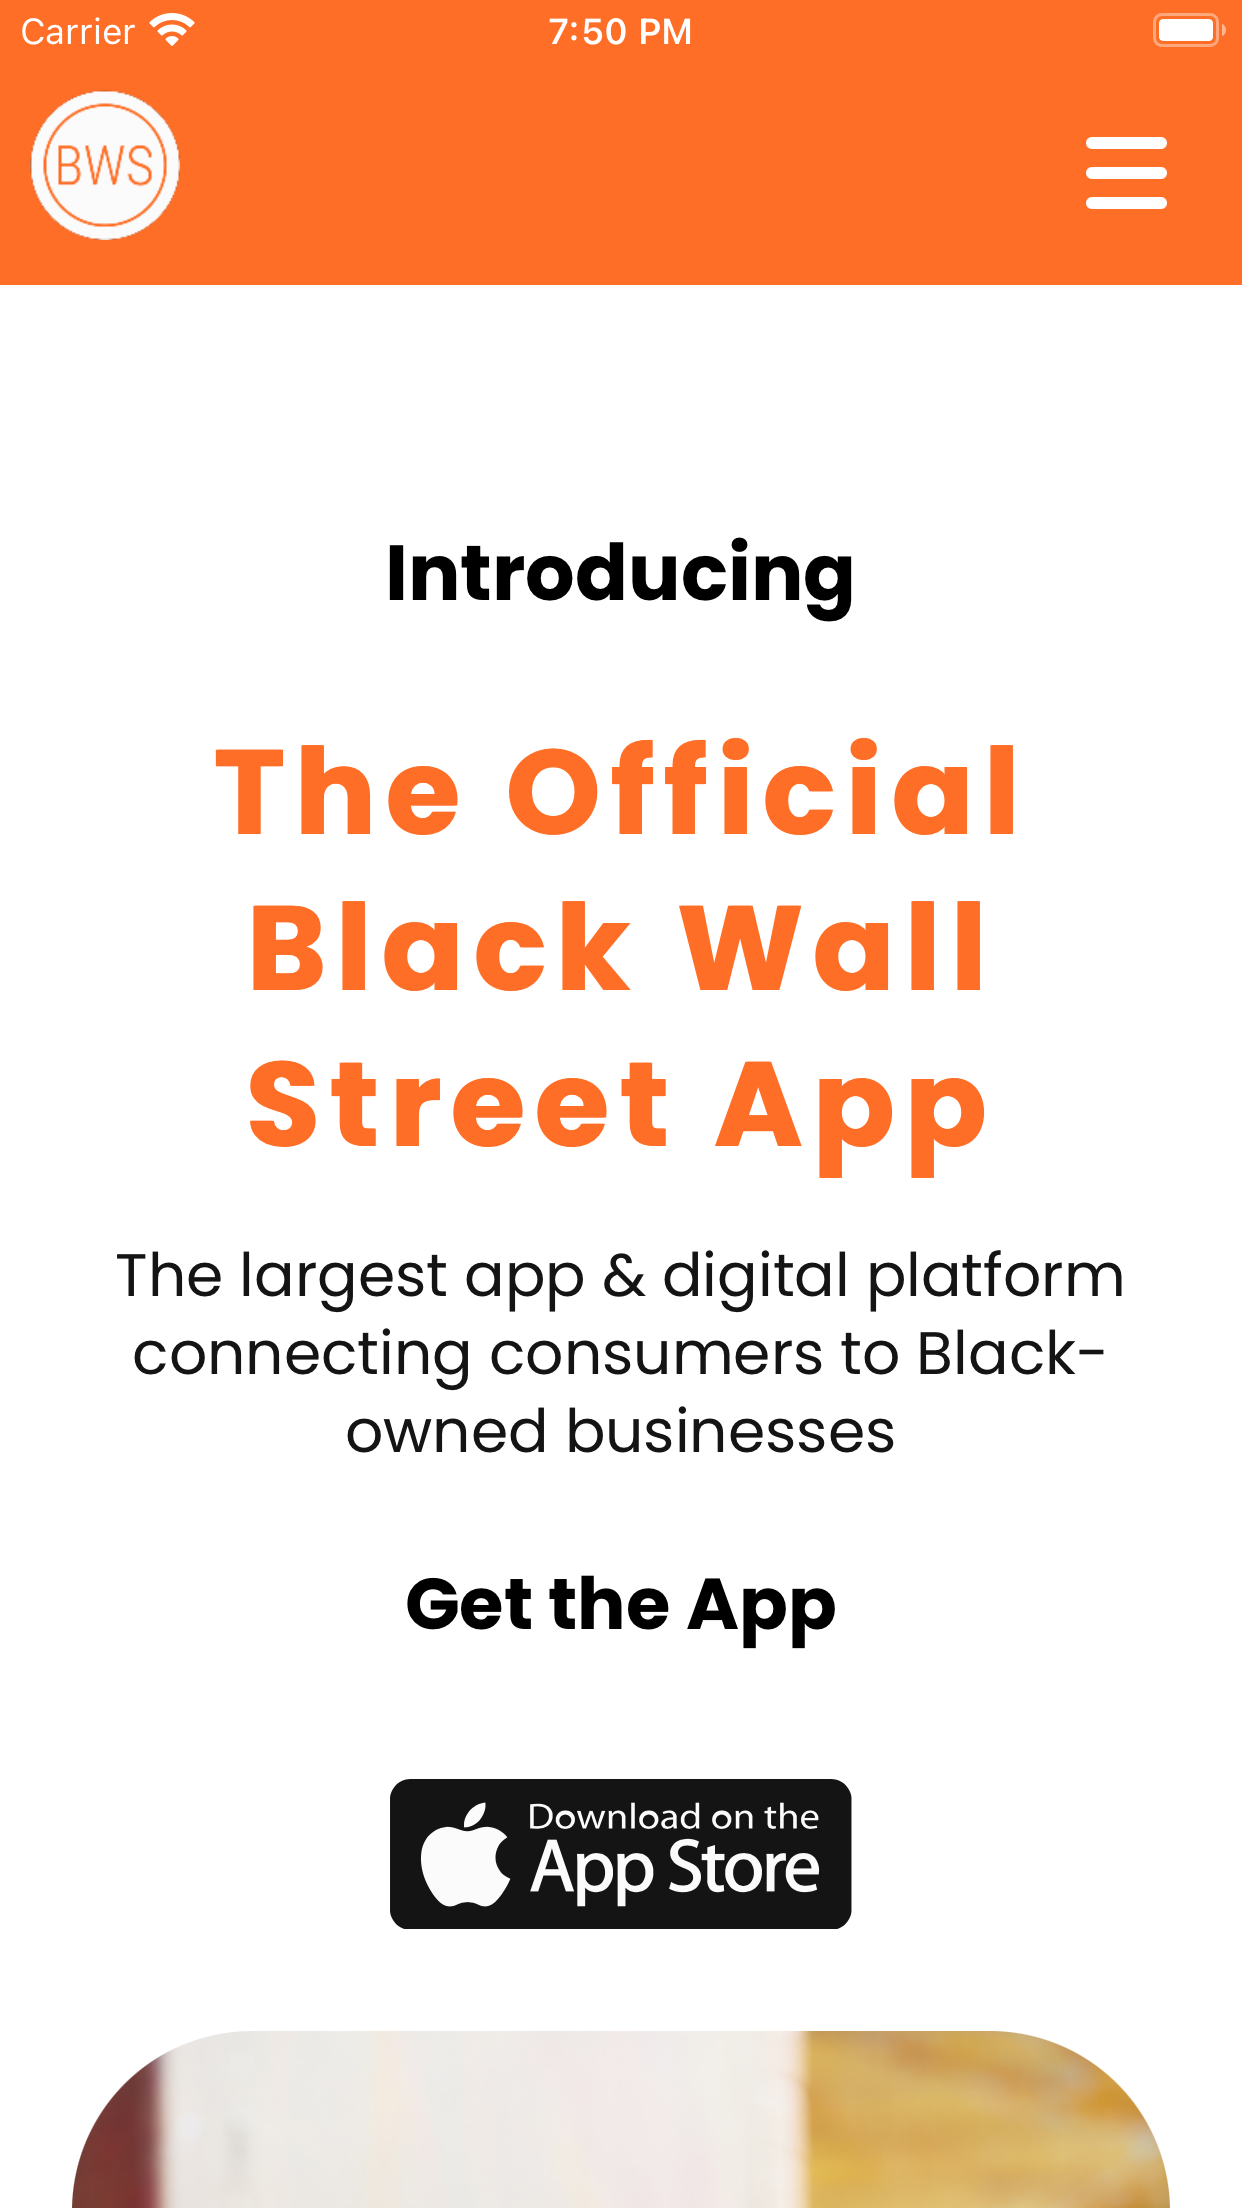 Carrier 7:50 PM
BWS
Introducing
The Official
Black Wall
Street App
The largest app & digital platform
connecting consumers to Black-
owned businesses
Get the App
Download on the
App Store